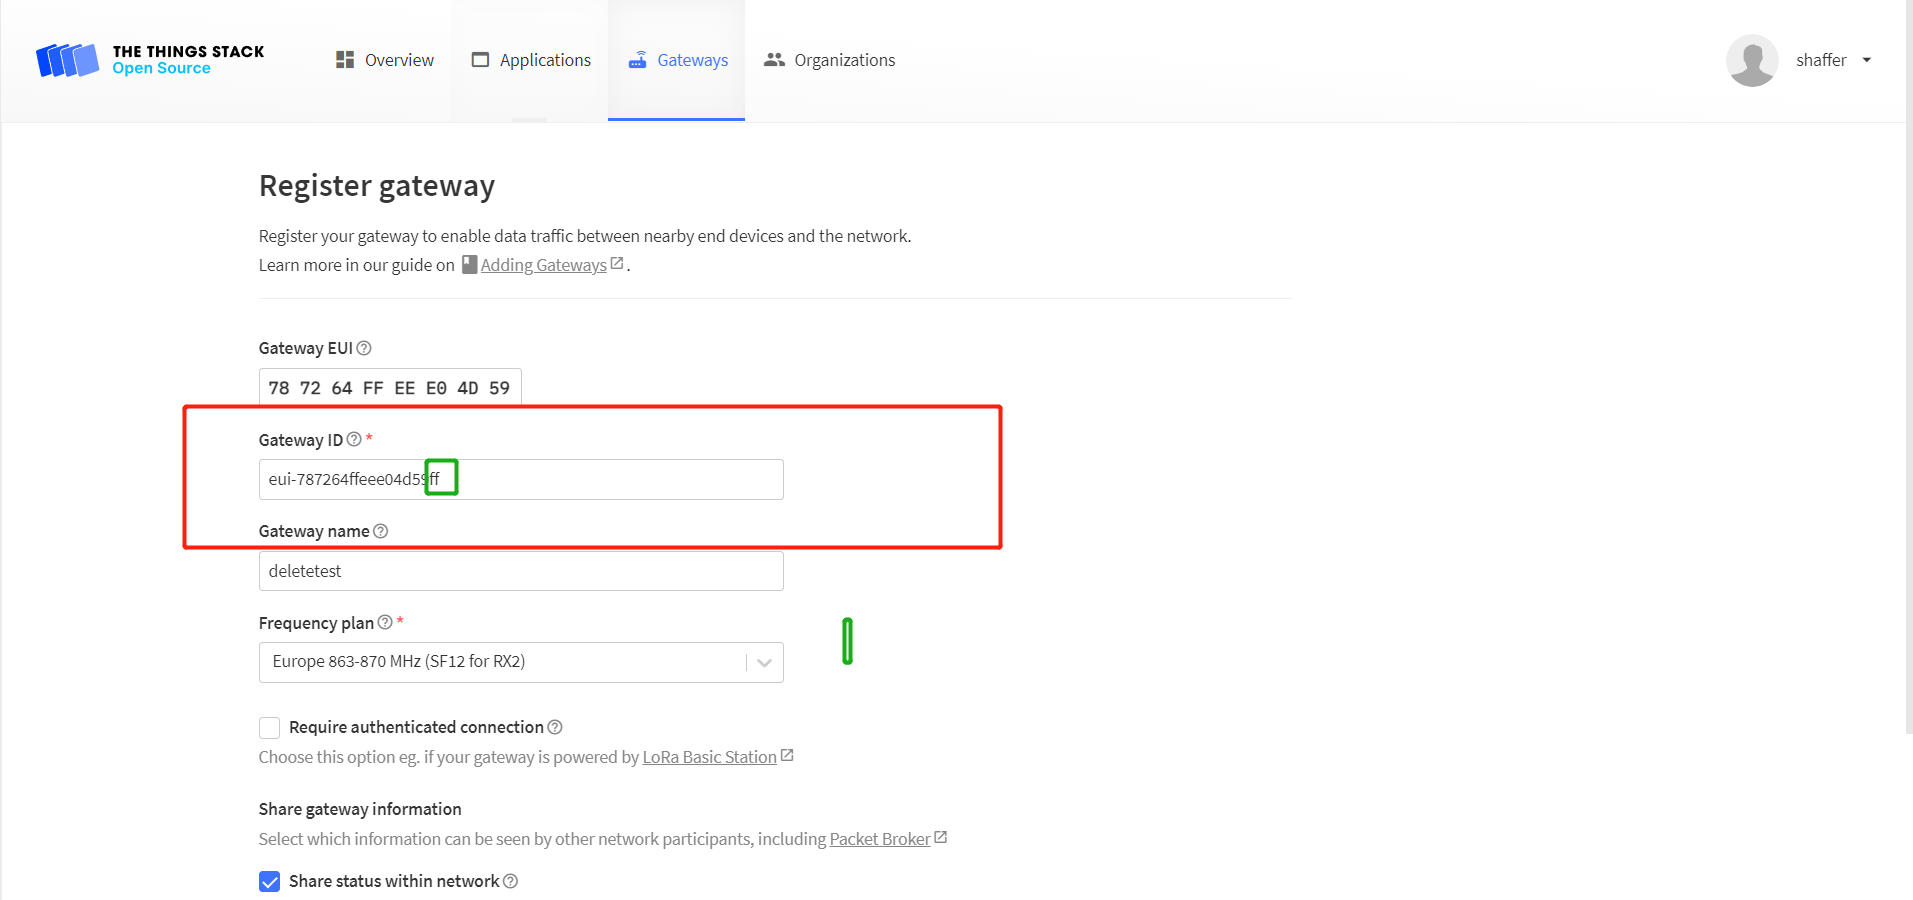 THE THINGS STACK
Open Source
Overview
Applications
Gateways
Organizations
shaffer
Register gateway
Register your gateway to enable data traffic between nearby end devices and the network.
Learn more in our guide on Adding Gateways.
Gateway EUI
78 72 64 FF EE E0 4D 59
Gateway ID *
eui-787264ffeee04d59ff
Gateway name
deletetest
Frequency plan *
Europe 863-870 MHz (SF12 for RX2)
Require authenticated connection
Choose this option eg. if your gateway is powered by LoRa Basic Station
Share gateway information
Select which information can be seen by other network participants, including Packet Broker
Share status within network